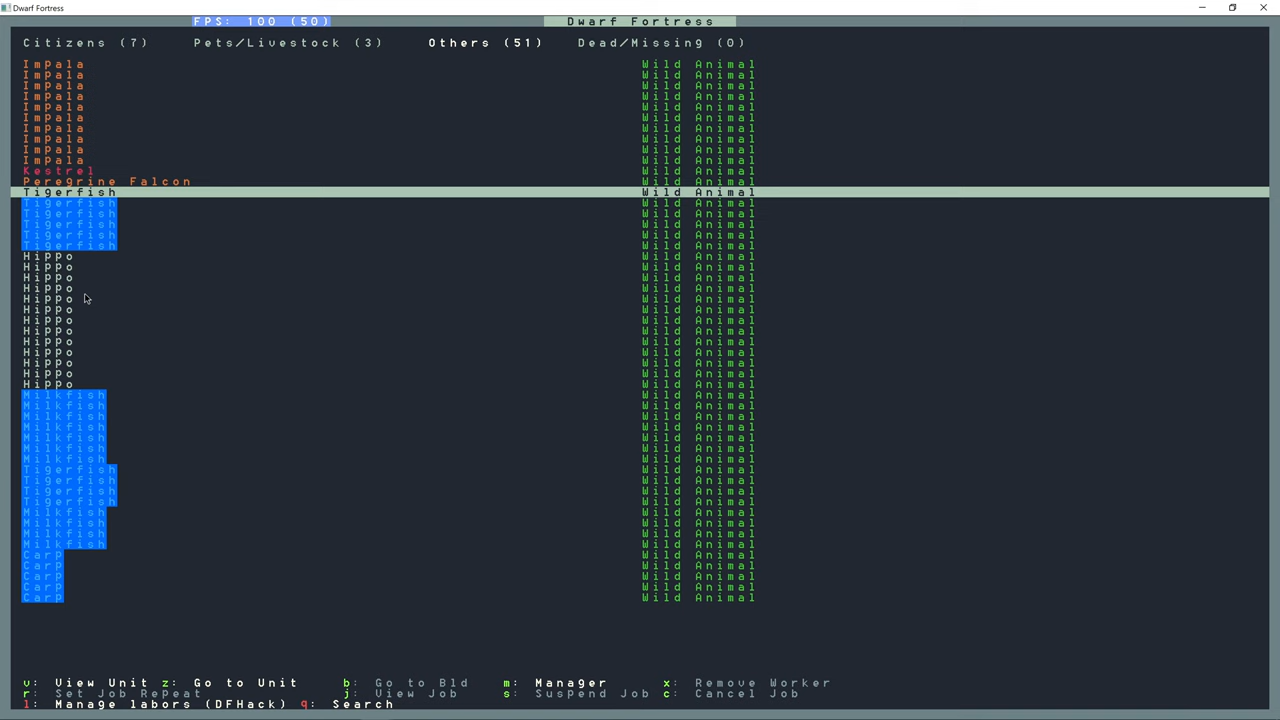 Dwarf Fortress
FPS: 100 (50) Dwarf Fortress
Citizens (7) Pets/Livestock (3) Others (51) Dead/Missing (0)
Impala Wild Animal
Impala Wild Animal
Impala Wild Animal
Impala Wild Animal
Impala Wild Animal
Impala Wild Animal
Impala Wild Animal
Impala Wild Animal
Impala Wild Animal
Impala Wild Animal
Kestrel Wild Animal
Peregrine Falcon Wild Animal
Tigerfish Wild Animal
Tigerfish Wild Animal
Tigerfish Wild Animal
Tigerfish Wild Animal
Tigerfish Wild Animal
Tigerfish Wild Animal
Hippo Wild Animal
Hippo Wild Animal
Hippo Wild Animal
Hippo Wild Animal
Hippo Wild Animal
Hippo Wild Animal
Hippo Wild Animal
Hippo Wild Animal
Hippo Wild Animal
Hippo Wild Animal
Hippo Wild Animal
Hippo Wild Animal
Hippo Wild Animal
Milkfish Wild Animal
Milkfish Wild Animal
Milkfish Wild Animal
Milkfish Wild Animal
Milkfish Wild Animal
Milkfish Wild Animal
Milkfish Wild Animal
Tigerfish Wild Animal
Tigerfish Wild Animal
Tigerfish Wild Animal
Tigerfish Wild Animal
Milkfish Wild Animal
Milkfish Wild Animal
Milkfish Wild Animal
Milkfish Wild Animal
Carp Wild Animal
Carp Wild Animal
Carp Wild Animal
Carp Wild Animal
Carp Wild Animal
v: View Unit z: Go to Unit b: Go to Bld m: Manager x: Remove Worker
r: Set Job Repeat j: View Job s: Suspend Job c: Cancel Job
l: Manage labors (DFHack) q: Search